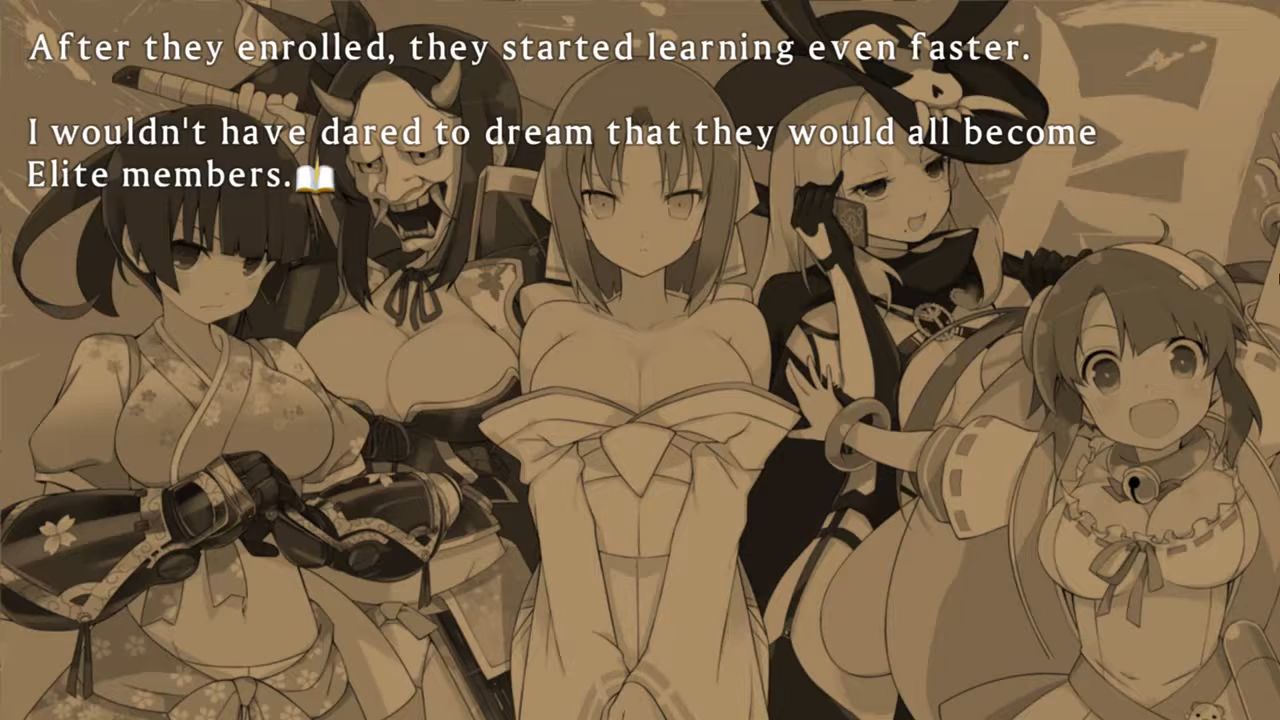 After they enrolled, they started learning even faster.
I wouldn't have dared to dream that they would all become
Elite members.